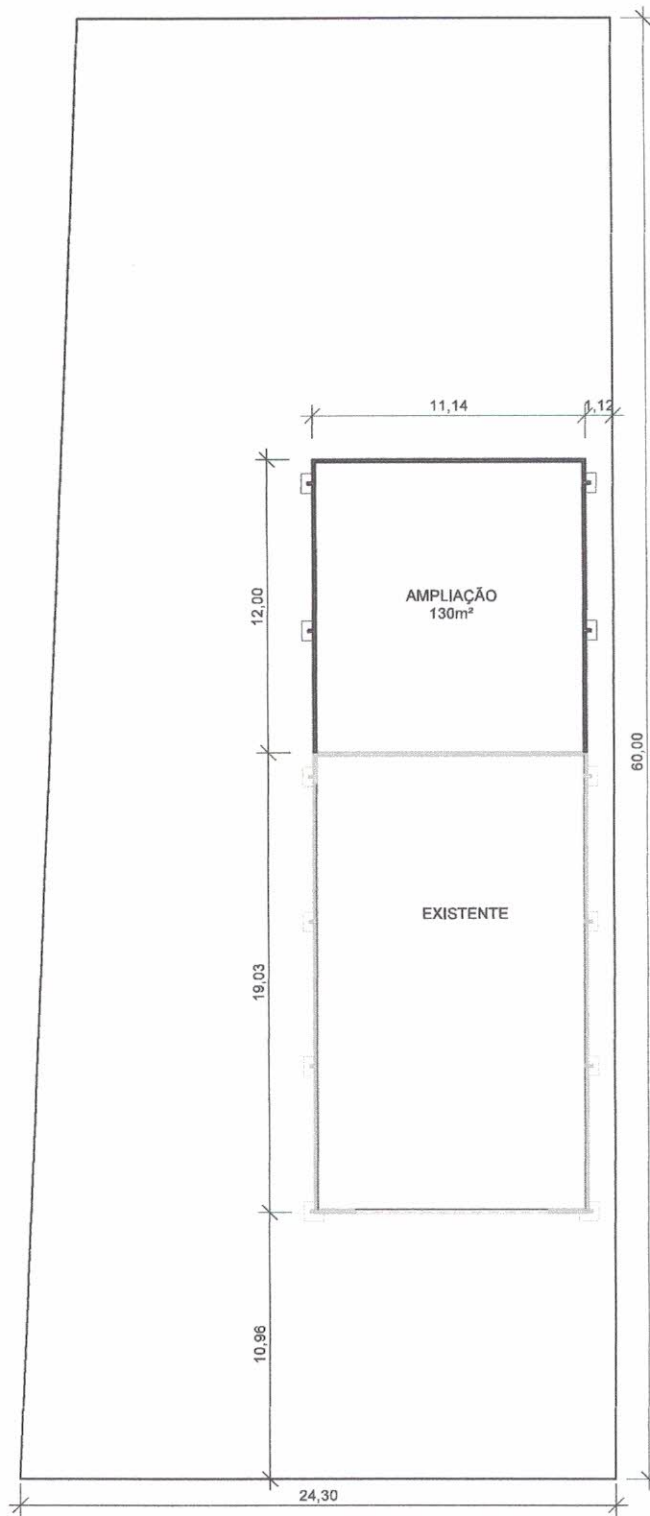 11,14
1,12
12,00
AMPLIAÇÃO
130m²
60,00
EXISTENTE
19,03
10,96
24,30